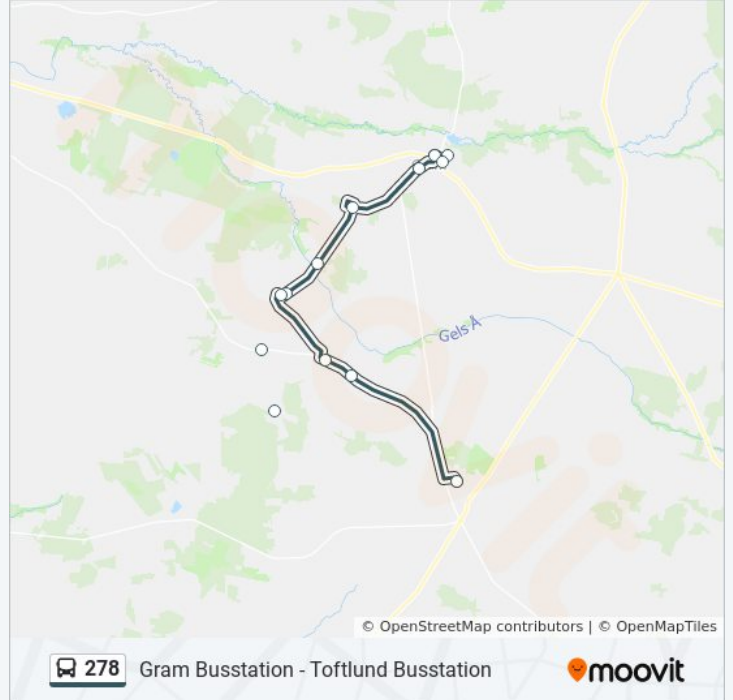 Gels Å
© OpenStreetMap contributors | © OpenMapTiles
278 Gram Busstation - Toftlund Busstation
moovit